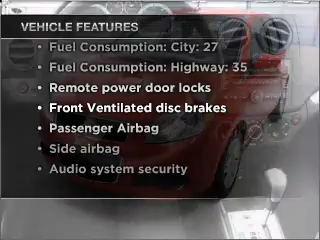 VEHICLE FEATURES
• Fuel Consumption: City: 27
• Fuel Consumption: Highway: 35
• Remote power door locks
• Front Ventilated disc brakes
• Passenger Airbag
• Side airbag
• Audio system security